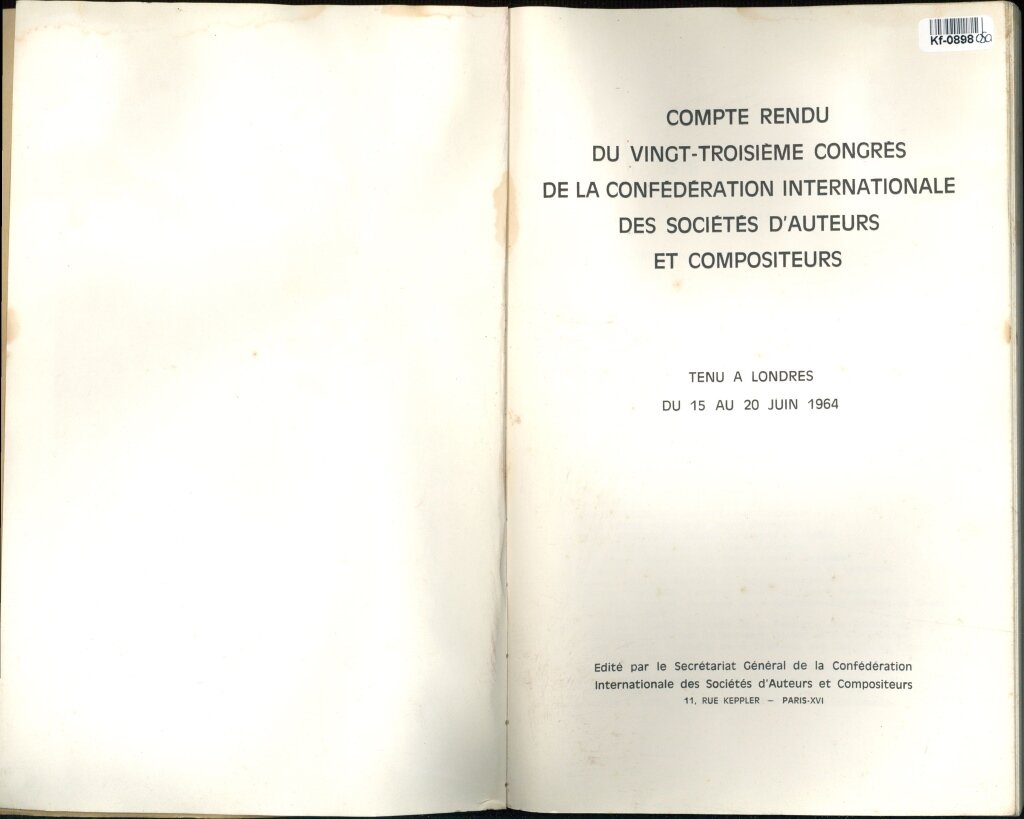 Kf-0898
COMPTE RENDU
DU VINGT-TROISIÈME CONGRÈS
DE LA CONFÉDÉRATION INTERNATIONALE
DES SOCIÉTÉS D'AUTEURS
ET COMPOSITEURS
TENU A LONDRES
DU 15 AU 20 JUIN 1964
Edité par le Secrétariat Général de la Confédération
Internationale des Sociétés d'Auteurs et Compositeurs
11, RUE KEPPLER – PARIS-XVI